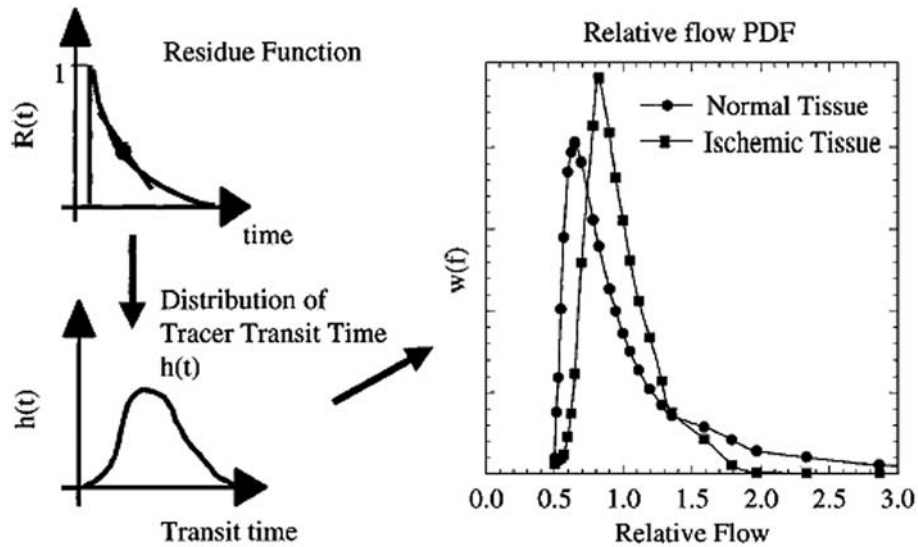 Residue Function
1
R(t)
time
Distribution of
Tracer Transit Time
h(t)
h(t)
Transit time
Relative flow PDF
Normal Tissue
Ischemic Tissue
w(f)
0.0 0.5 1.0 1.5 2.0 2.5 3.0
Relative Flow